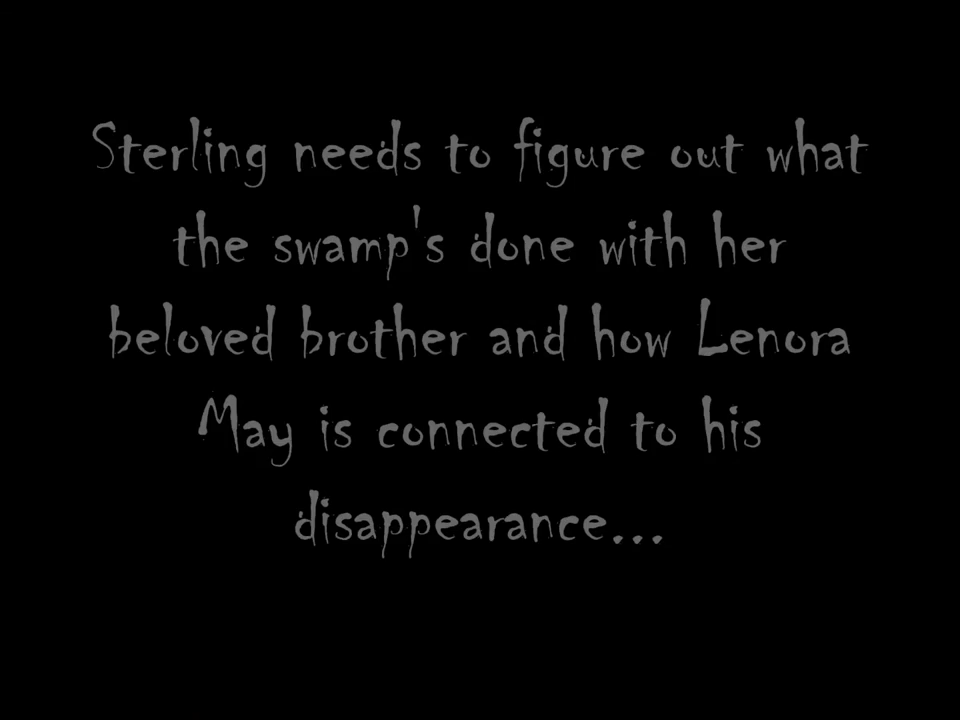 Sterling needs to figure out what
the swamp's done with her
beloved brother and how Lenora
May is connected to his
disappearance...